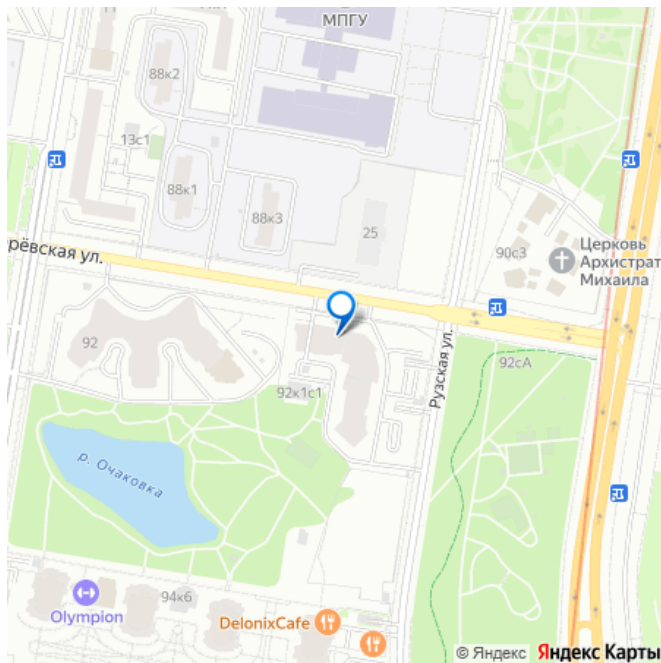 МПГУ
88к2
13с1
88к1
88к3
25
рёвская ул.
90с3
Церковь
Архистрат
Михаила
92
92сА
Рузская ул.
92к1с1
р. Очаковка
94к6
Olympion
DelonixCafe
© Яндекс Яндекс Карты